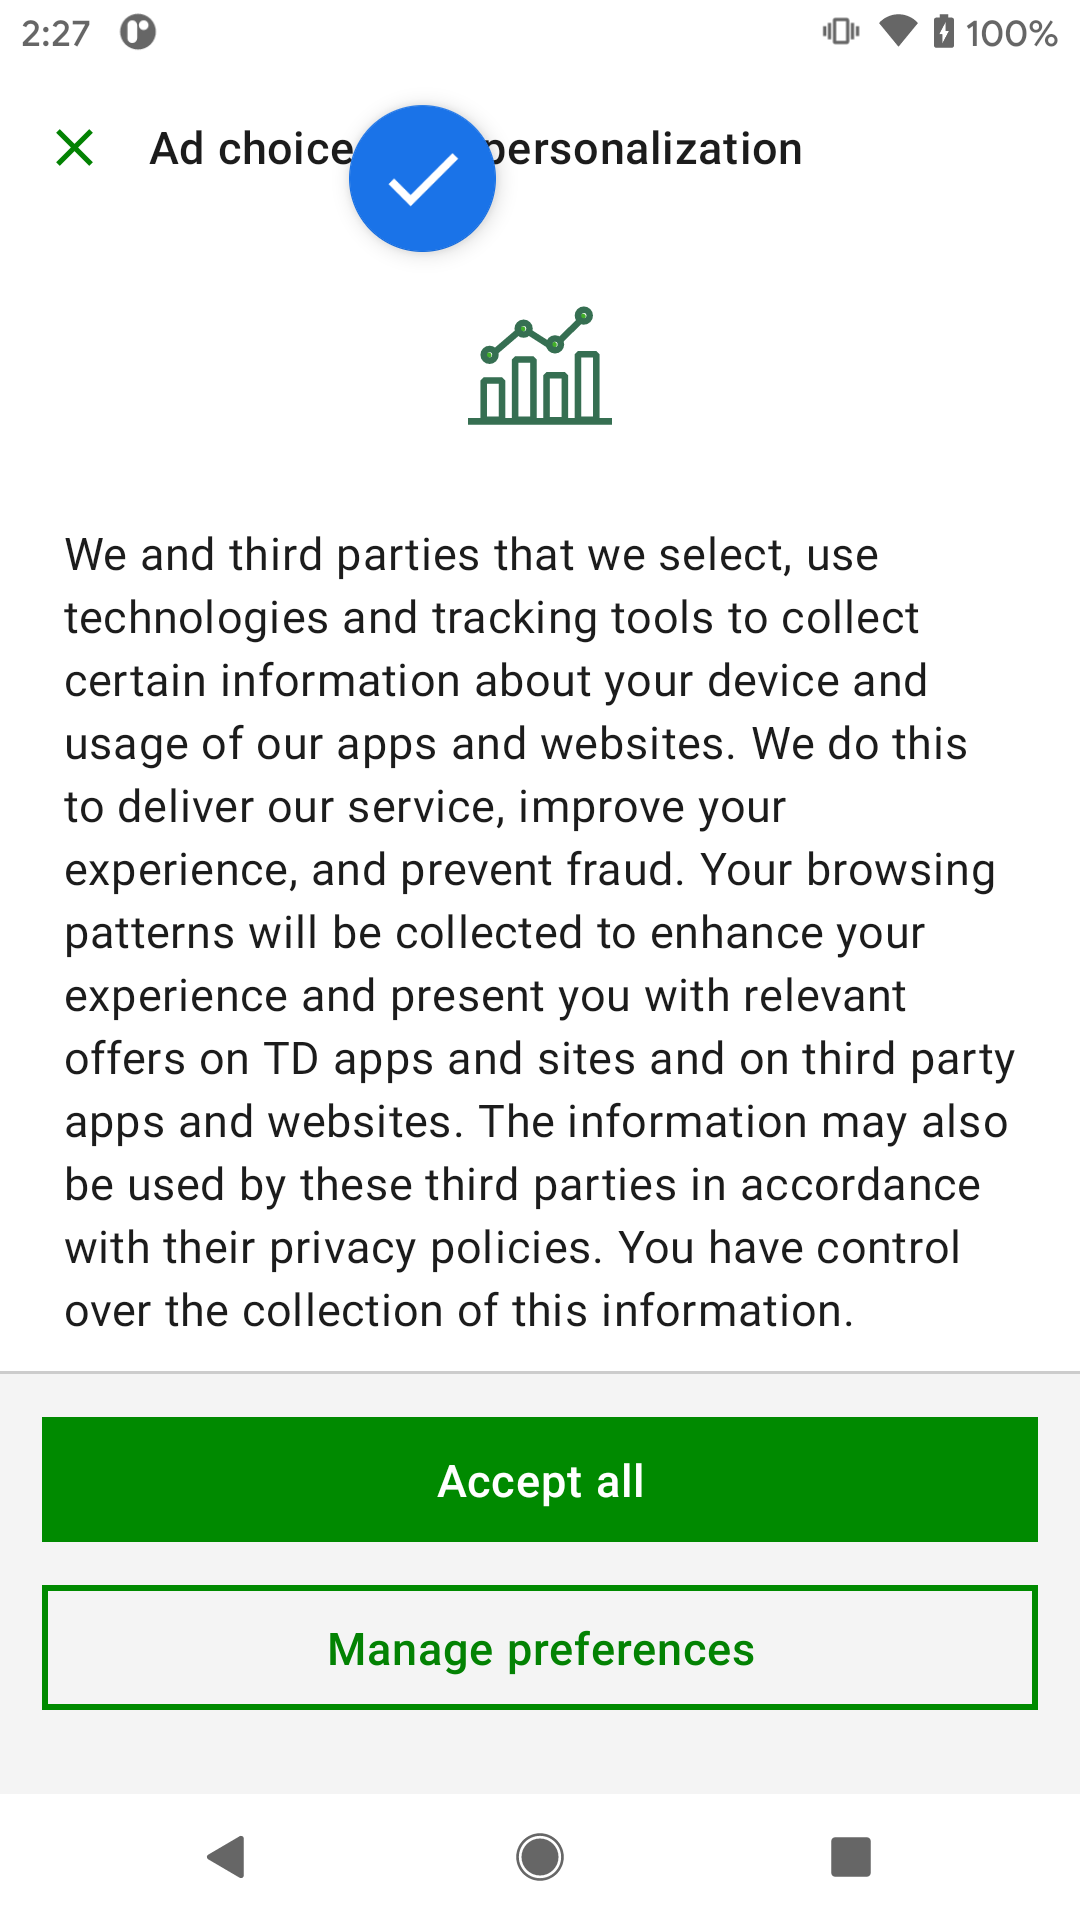 2:27
100%
Ad choice personalization
We and third parties that we select, use
technologies and tracking tools to collect
certain information about your device and
usage of our apps and websites. We do this
to deliver our service, improve your
experience, and prevent fraud. Your browsing
patterns will be collected to enhance your
experience and present you with relevant
offers on TD apps and sites and on third party
apps and websites. The information may also
be used by these third parties in accordance
with their privacy policies. You have control
over the collection of this information.
Accept all
Manage preferences